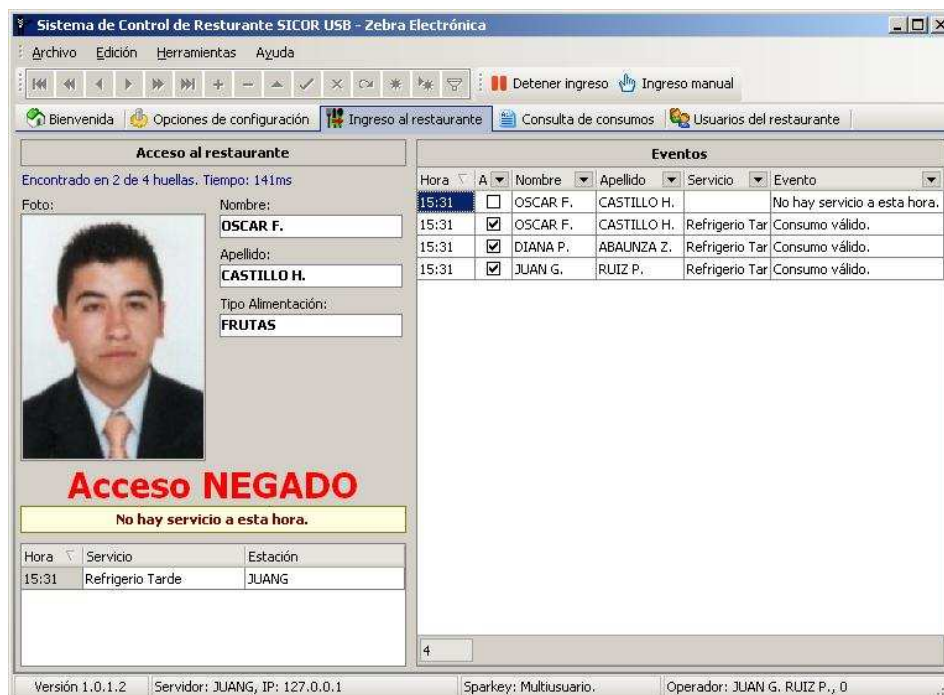 Sistema de Control de Resturante SICOR USB - Zebra Electrónica
Archivo Edición Herramientas Ayuda
Detener ingreso Ingreso manual
Bienvenida Opciones de configuración Ingreso al restaurante Consulta de consumos Usuarios del restaurante
Acceso al restaurante
Encontrado en 2 de 4 huellas. Tiempo: 141ms
Foto:
Nombre:
OSCAR F.
Apellido:
CASTILLO H.
Tipo Alimentación:
FRUTAS
Acceso NEGADO
No hay servicio a esta hora.
Hora Servicio Estación
15:31 Refrigerio Tarde JUANG
Eventos
Hora A Nombre Apellido Servicio Evento
15:31 OSCAR F. CASTILLO H. No hay servicio a esta hora.
15:31 OSCAR F. CASTILLO H. Refrigerio Tar Consumo válido.
15:31 DIANA P. ABAUNZA Z. Refrigerio Tar Consumo válido.
15:31 JUAN G. RUIZ P. Refrigerio Tar Consumo válido.
4
Versión 1.0.1.2 Servidor: JUANG, IP: 127.0.0.1 Sparkey: Multiusuario. Operador: JUAN G. RUIZ P., 0